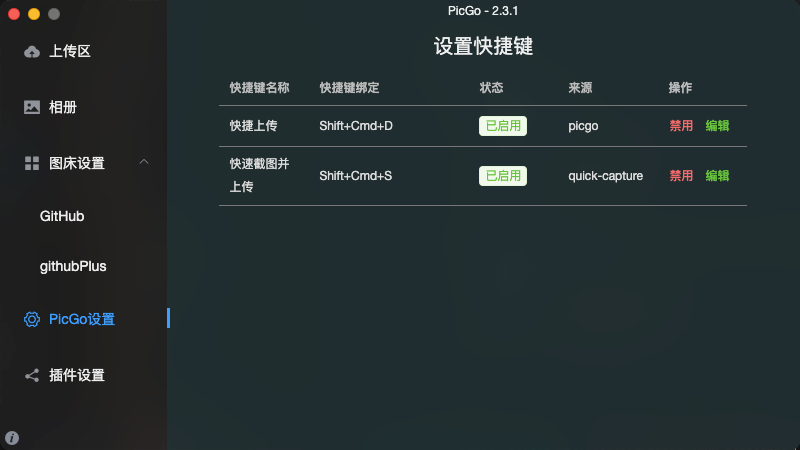 PicGo - 2.3.1
上传区
相册
图床设置
GitHub
githubPlus
PicGo设置
插件设置
设置快捷键
快捷键名称 快捷键绑定 状态 来源 操作
快捷上传 Shift+Cmd+D 已启用 picgo 禁用 编辑
快速截图并
上传 Shift+Cmd+S 已启用 quick-capture 禁用 编辑